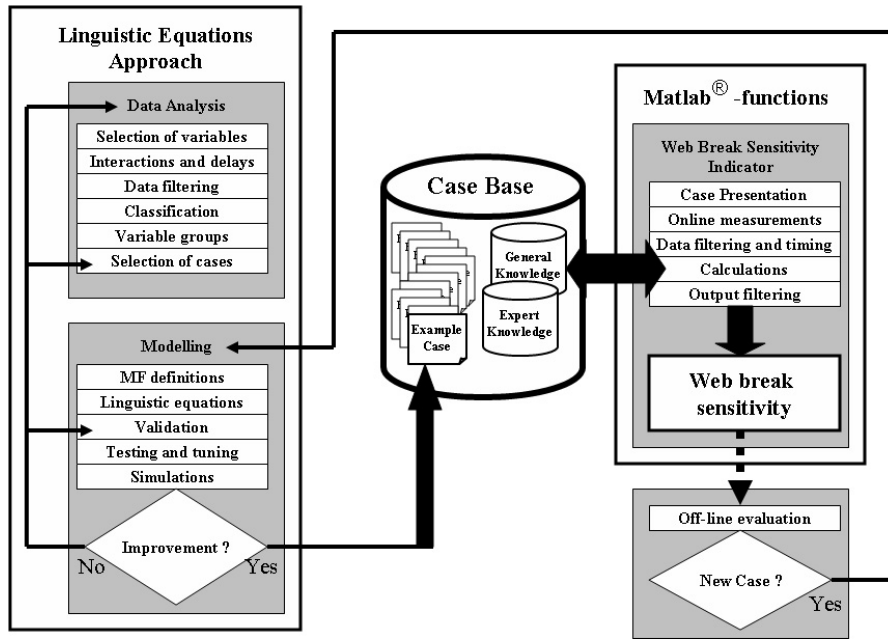 Linguistic Equations
Approach
Data Analysis
Selection of variables
Interactions and delays
Data filtering
Classification
Variable groups
Selection of cases
Modelling
MF definitions
Linguistic equations
Validation
Testing and tuning
Simulations
Improvement ?
No
Yes
Case Base
General
Knowledge
Expert
Knowledge
Example
Case
Matlab® -functions
Web Break Sensitivity
Indicator
Case Presentation
Online measurements
Data filtering and timing
Calculations
Output filtering
Web break
sensitivity
Off-line evaluation
New Case ?
Yes